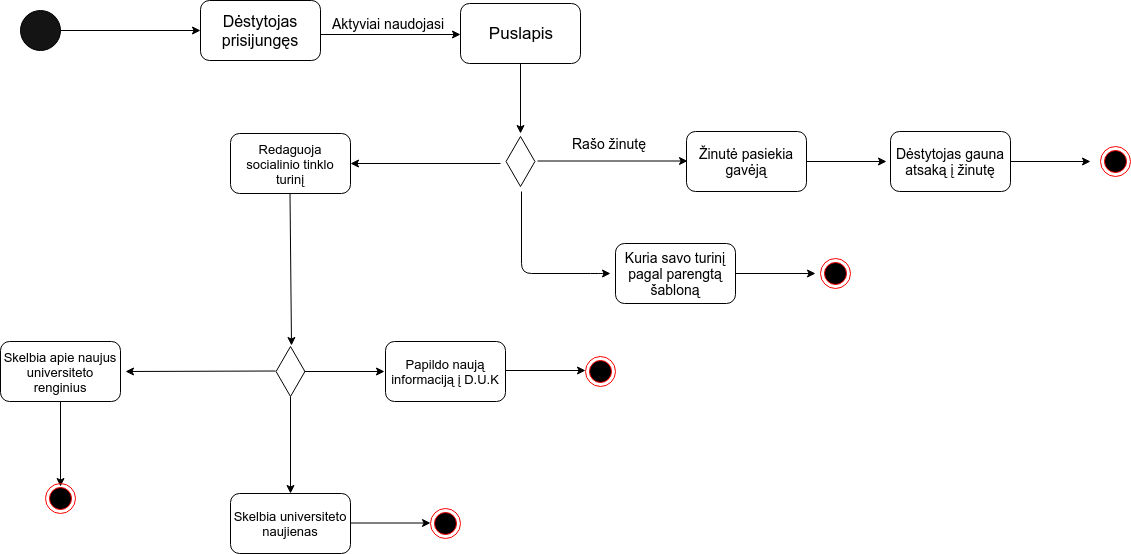 Dėstytojas
prisijungęs
Aktyviai naudojasi
Puslapis
Redaguoja
socialinio tinklo
turinį
Rašo žinutę
Žinutė pasiekia
gavėją
Dėstytojas gauna
atsaką į žinutę
Kuria savo turinį
pagal parengtą
šabloną
Skelbia apie naujus
universiteto
renginius
Papildo naują
informaciją į D.U.K
Skelbia universiteto
naujienas